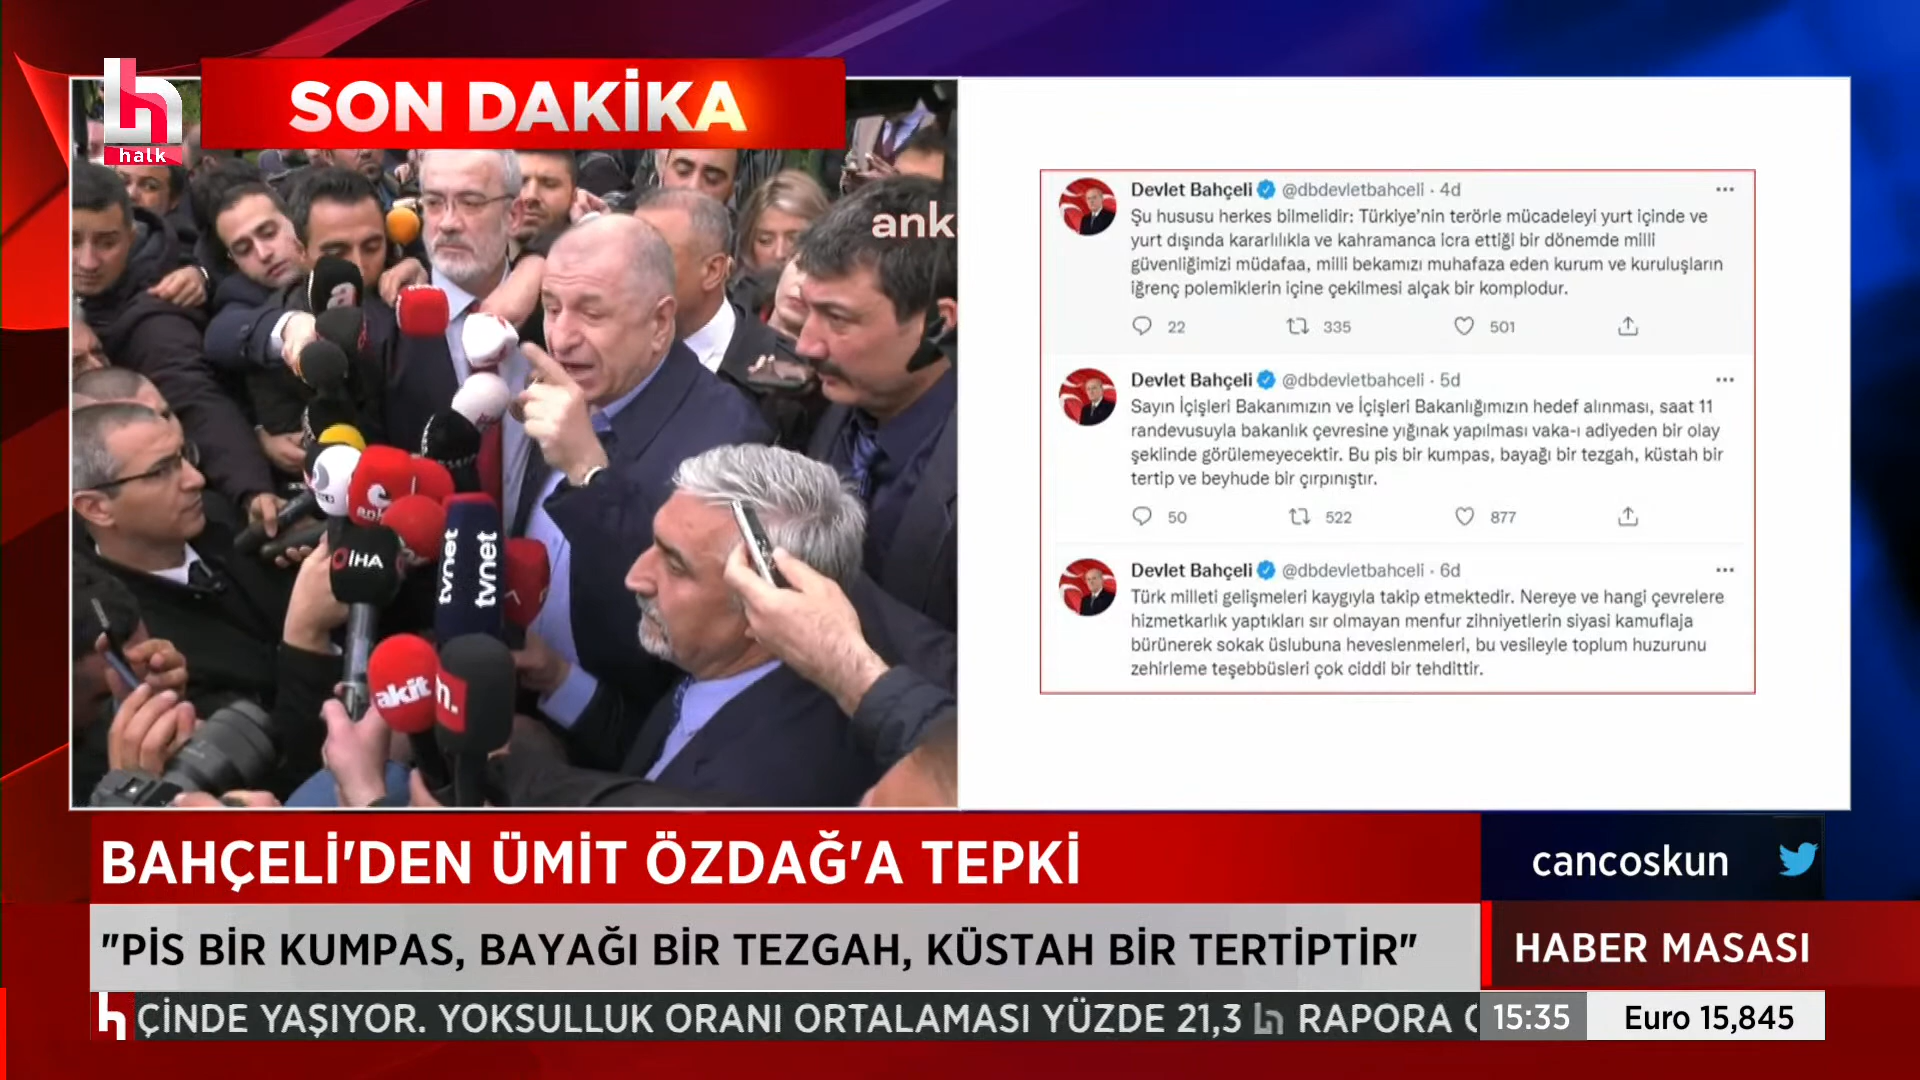 halk
SON DAKİKA
ank
a
ank
İHA
tvnet
tvnet
akit
h.
Devlet Bahçeli @dbdevletbahceli · 4d
Şu hususu herkes bilmelidir: Türkiye'nin terörle mücadeleyi yurt içinde ve
yurt dışında kararlılıkla ve kahramanca icra ettiği bir dönemde milli
güvenliğimizi müdafaa, milli bekamızı muhafaza eden kurum ve kuruluşların
iğrenç polemiklerin içine çekilmesi alçak bir komplodur.
22 335 501
Devlet Bahçeli @dbdevletbahceli · 5d
Sayın İçişleri Bakanımızın ve İçişleri Bakanlığımızın hedef alınması, saat 11
randevusuyla bakanlık çevresine yığınak yapılması vaka-ı adiyeden bir olay
şeklinde görülemeyecektir. Bu pis bir kumpas, bayağı bir tezgah, küstah bir
tertip ve beyhude bir çırpınıştır.
50 522 877
Devlet Bahçeli @dbdevletbahceli · 6d
Türk milleti gelişmeleri kaygıyla takip etmektedir. Nereye ve hangi çevrelere
hizmetkarlık yaptıkları sır olmayan menfur zihniyetlerin siyasi kamuflaja
bürünerek sokak üslubuna heveslenmeleri, bu vesileyle toplum huzurunu
zehirleme teşebbüsleri çok ciddi bir tehdittir.
BAHÇELİ'DEN ÜMİT ÖZDAĞ'A TEPKİ
cancoskun
"PİS BİR KUMPAS, BAYAĞI BİR TEZGAH, KÜSTAH BİR TERTİPTİR"
HABER MASASI
ÇİNDE YAŞIYOR. YOKSULLUK ORANI ORTALAMASI YÜZDE 21,3 h RAPORA
15:35
Euro 15,845